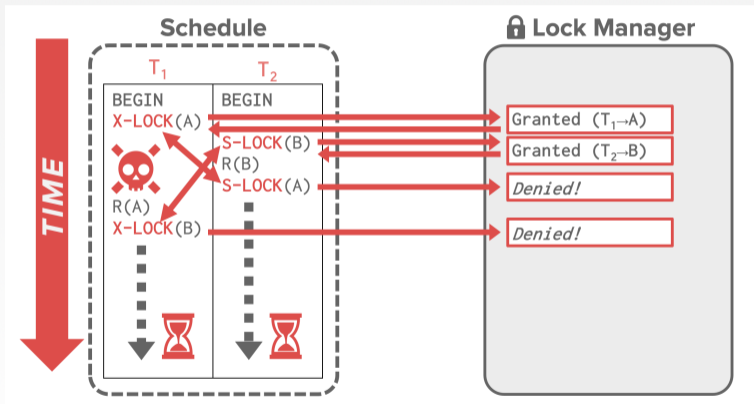 Schedule
Lock Manager
TIME
T1
T2
BEGIN
BEGIN
X-LOCK(A)
Granted (T1→A)
S-LOCK(B)
Granted (T2→B)
R(B)
S-LOCK(A)
Denied!
R(A)
X-LOCK(B)
Denied!